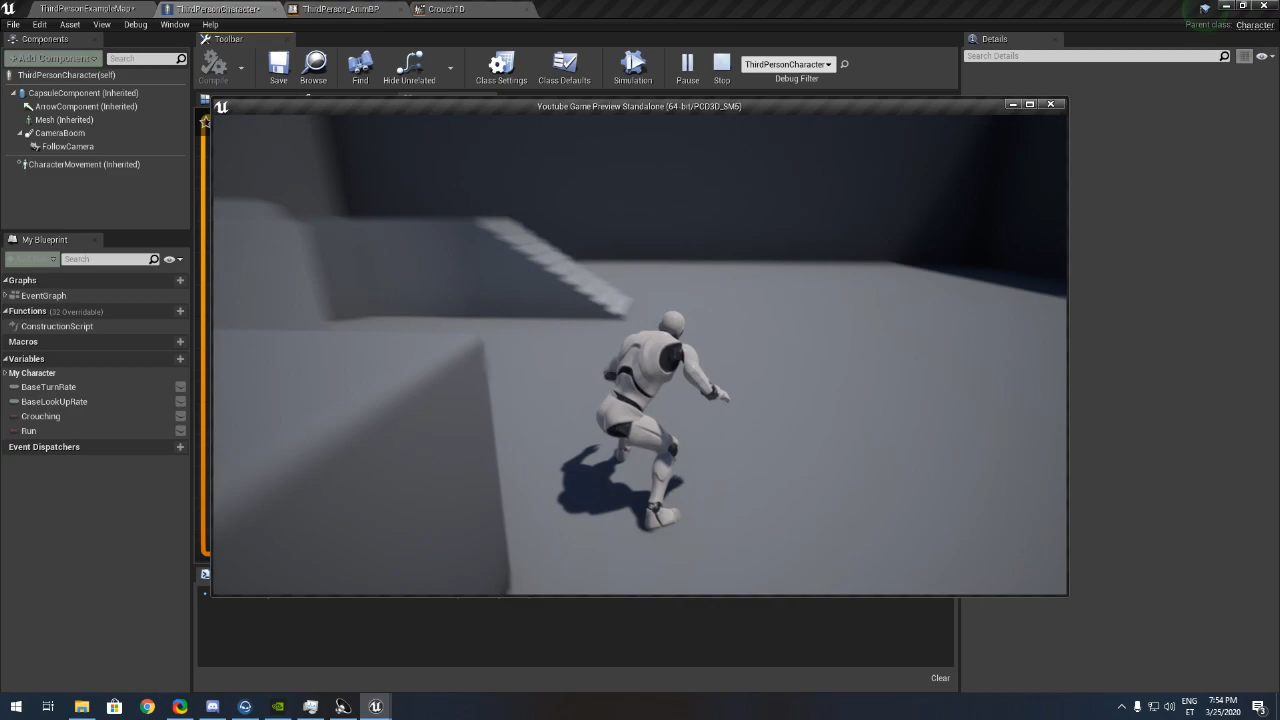 ThirdPersonExampleMap*
ThirdPersonCharacter*
ThirdPerson_AnimBP
Crouch1D
File Edit Asset View Debug Window Help
Parent class: Character
Components
Toolbar
Details
+Add Component
Search
Search Details
ThirdPersonCharacter(self)
CapsuleComponent (Inherited)
ArrowComponent (Inherited)
Mesh (Inherited)
CameraBoom
FollowCamera
CharacterMovement (Inherited)
Compile
Save
Browse
Find
Hide Unrelated
Class Settings
Class Defaults
Simulation
Pause
Stop
ThirdPersonCharacter
Debug Filter
Youtube Game Preview Standalone (64-bit/PCD3D_SM5)
My Blueprint
Search
Graphs
EventGraph
Functions (32 Overridable)
ConstructionScript
Macros
Variables
My Character
BaseTurnRate
BaseLookUpRate
Crouching
Run
Event Dispatchers
Clear
ENG
ET
7:54 PM
3/25/2020